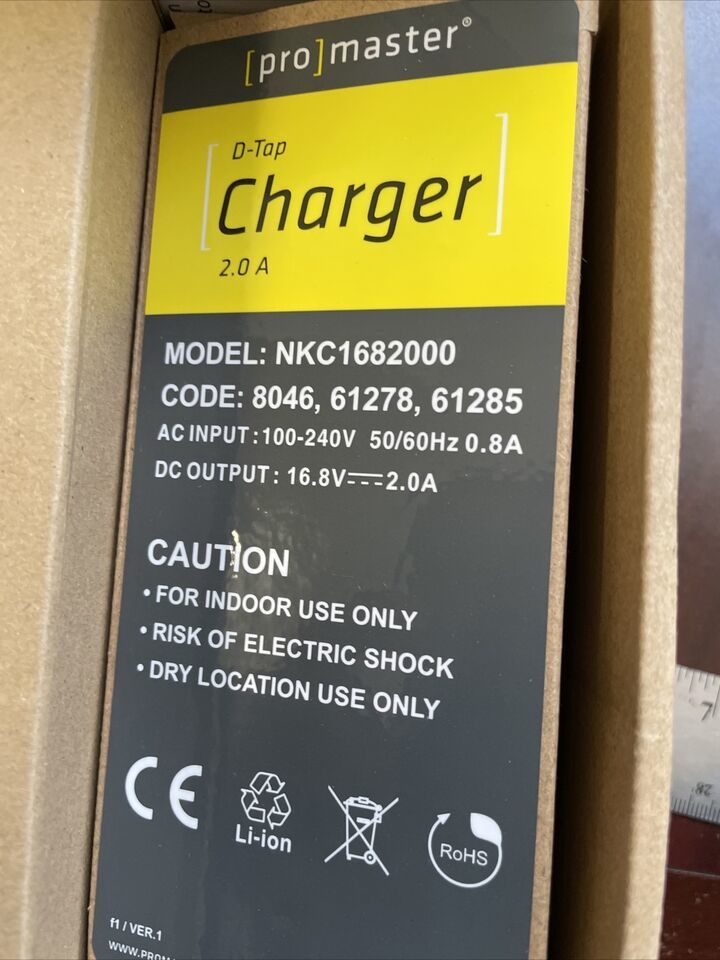 [pro]master®
D-Tap
Charger
2.0 A
MODEL: NKC1682000
CODE: 8046, 61278, 61285
AC INPUT : 100-240V 50/60Hz 0.8A
DC OUTPUT : 16.8V⎓2.0A
CAUTION
• FOR INDOOR USE ONLY
• RISK OF ELECTRIC SHOCK
• DRY LOCATION USE ONLY
CE
Li-ion
RoHS
f1 / VER.1
7
28